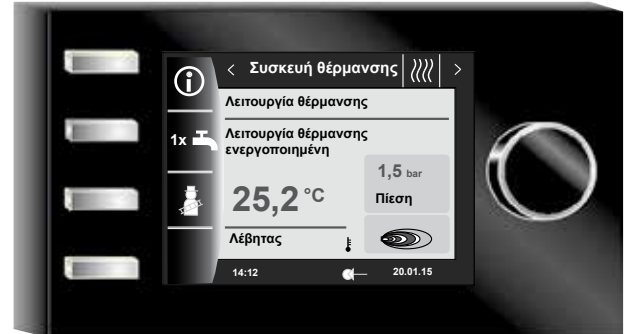 < Συσκευή θέρμανσης >
Λειτουργία θέρμανσης
1x
Λειτουργία θέρμανσης
ενεργοποιημένη
1,5 bar
Πίεση
25,2 °C
Λέβητας
14:12
20.01.15